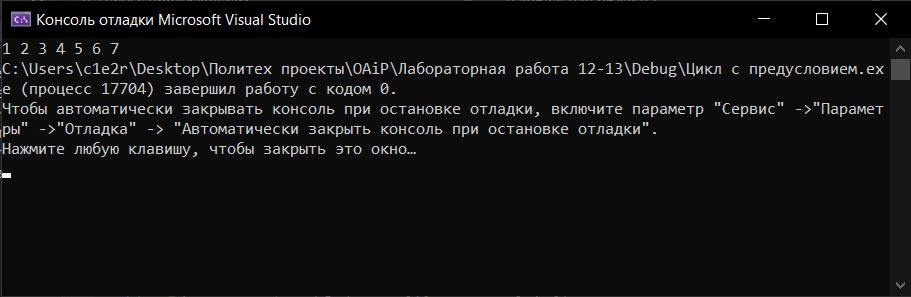 Консоль отладки Microsoft Visual Studio
1 2 3 4 5 6 7
C:\Users\c1e2r\Desktop\Политех проекты\OAiP\Лабораторная работа 12-13\Debug\Цикл с предусловием.ex
e (процесс 17704) завершил работу с кодом 0.
Чтобы автоматически закрывать консоль при остановке отладки, включите параметр "Сервис" ->"Парамет
ры" ->"Отладка" -> "Автоматически закрыть консоль при остановке отладки".
Нажмите любую клавишу, чтобы закрыть это окно…